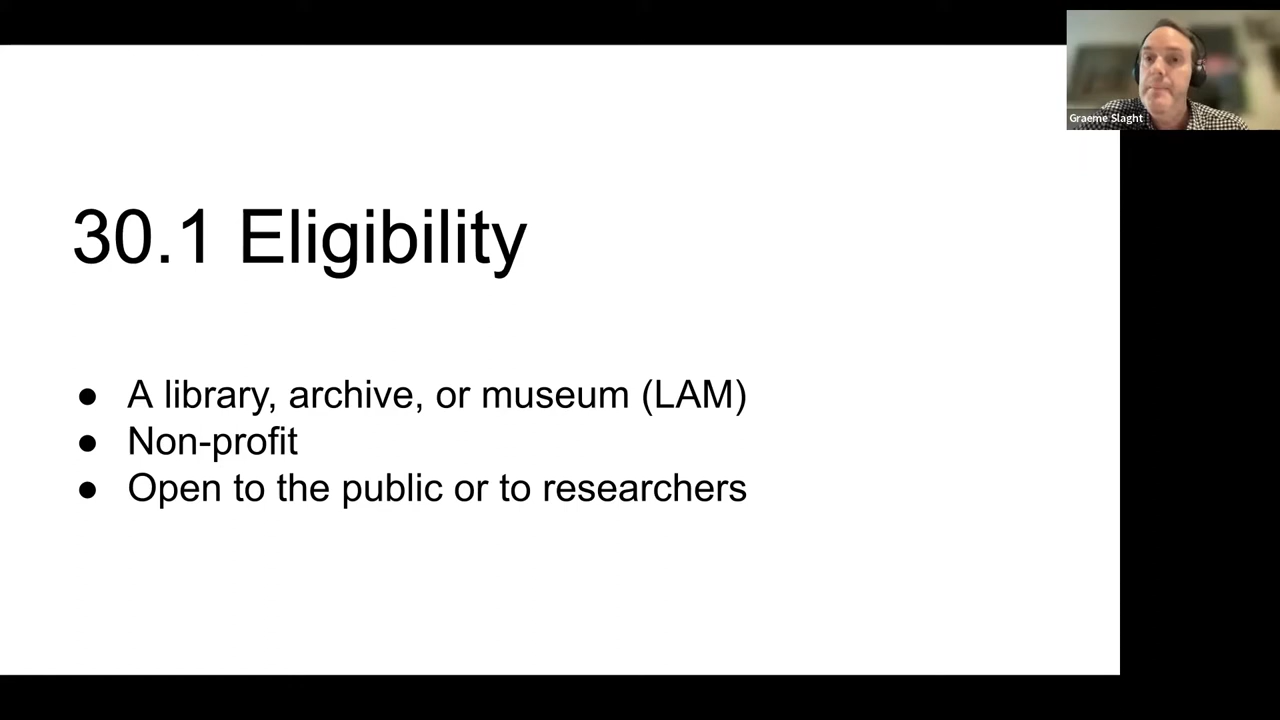 Graeme Slaght
30.1 Eligibility
● A library, archive, or museum (LAM)
● Non-profit
● Open to the public or to researchers